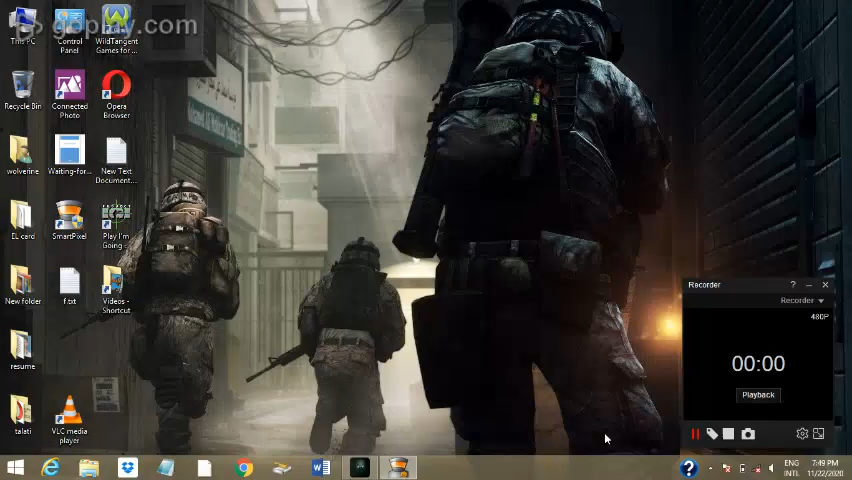 goplay.com
This PC
Control
Panel
WildTangent
Games for ...
Recycle Bin
Connected
Photo
Opera
Browser
wolverine
Waiting-for...
New Text
Document...
EL card
SmartPixel
Play I'm
Going ...
New folder
f.txt
Videos -
Shortcut
resume
talati
VLC media
player
Recorder
? – ×
Recorder
480P
00:00
Playback
ENG
INTL
7:49 PM
11/22/2020